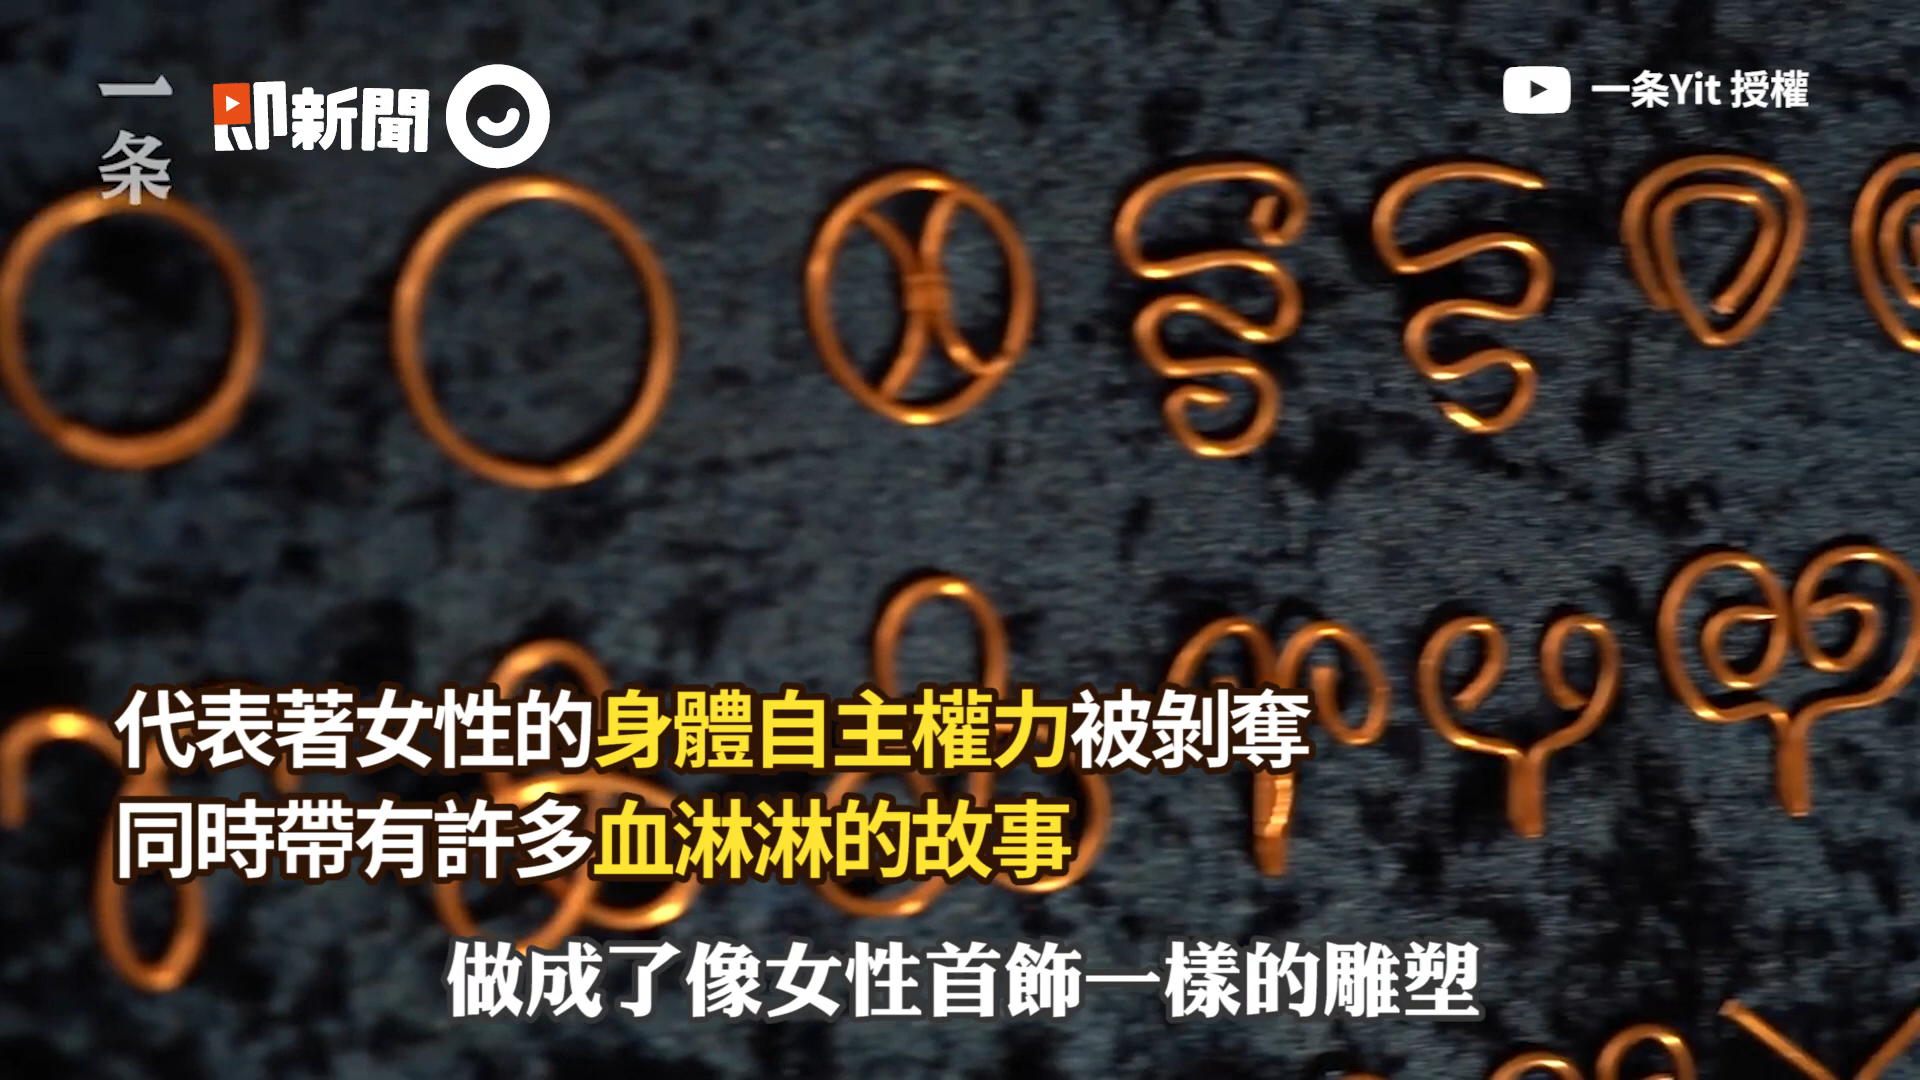 一条
即新聞
一条Yit 授權
代表著女性的身體自主權力被剝奪
同時帶有許多血淋淋的故事
做成了像女性首飾一樣的雕塑